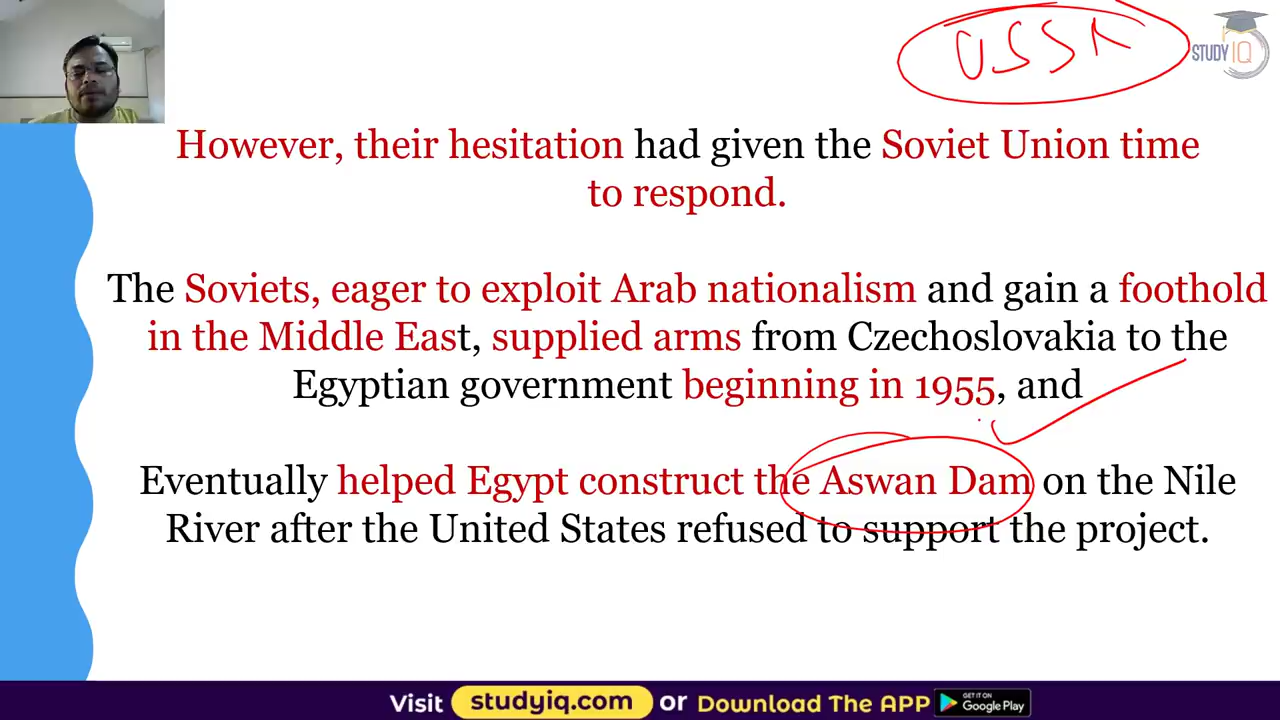 USSR
STUDY IQ
However, their hesitation had given the Soviet Union time
to respond.
The Soviets, eager to exploit Arab nationalism and gain a foothold
in the Middle East, supplied arms from Czechoslovakia to the
Egyptian government beginning in 1955, and
Eventually helped Egypt construct the Aswan Dam on the Nile
River after the United States refused to support the project.
Visit studyiq.com or Download The APP GET IT ON Google Play